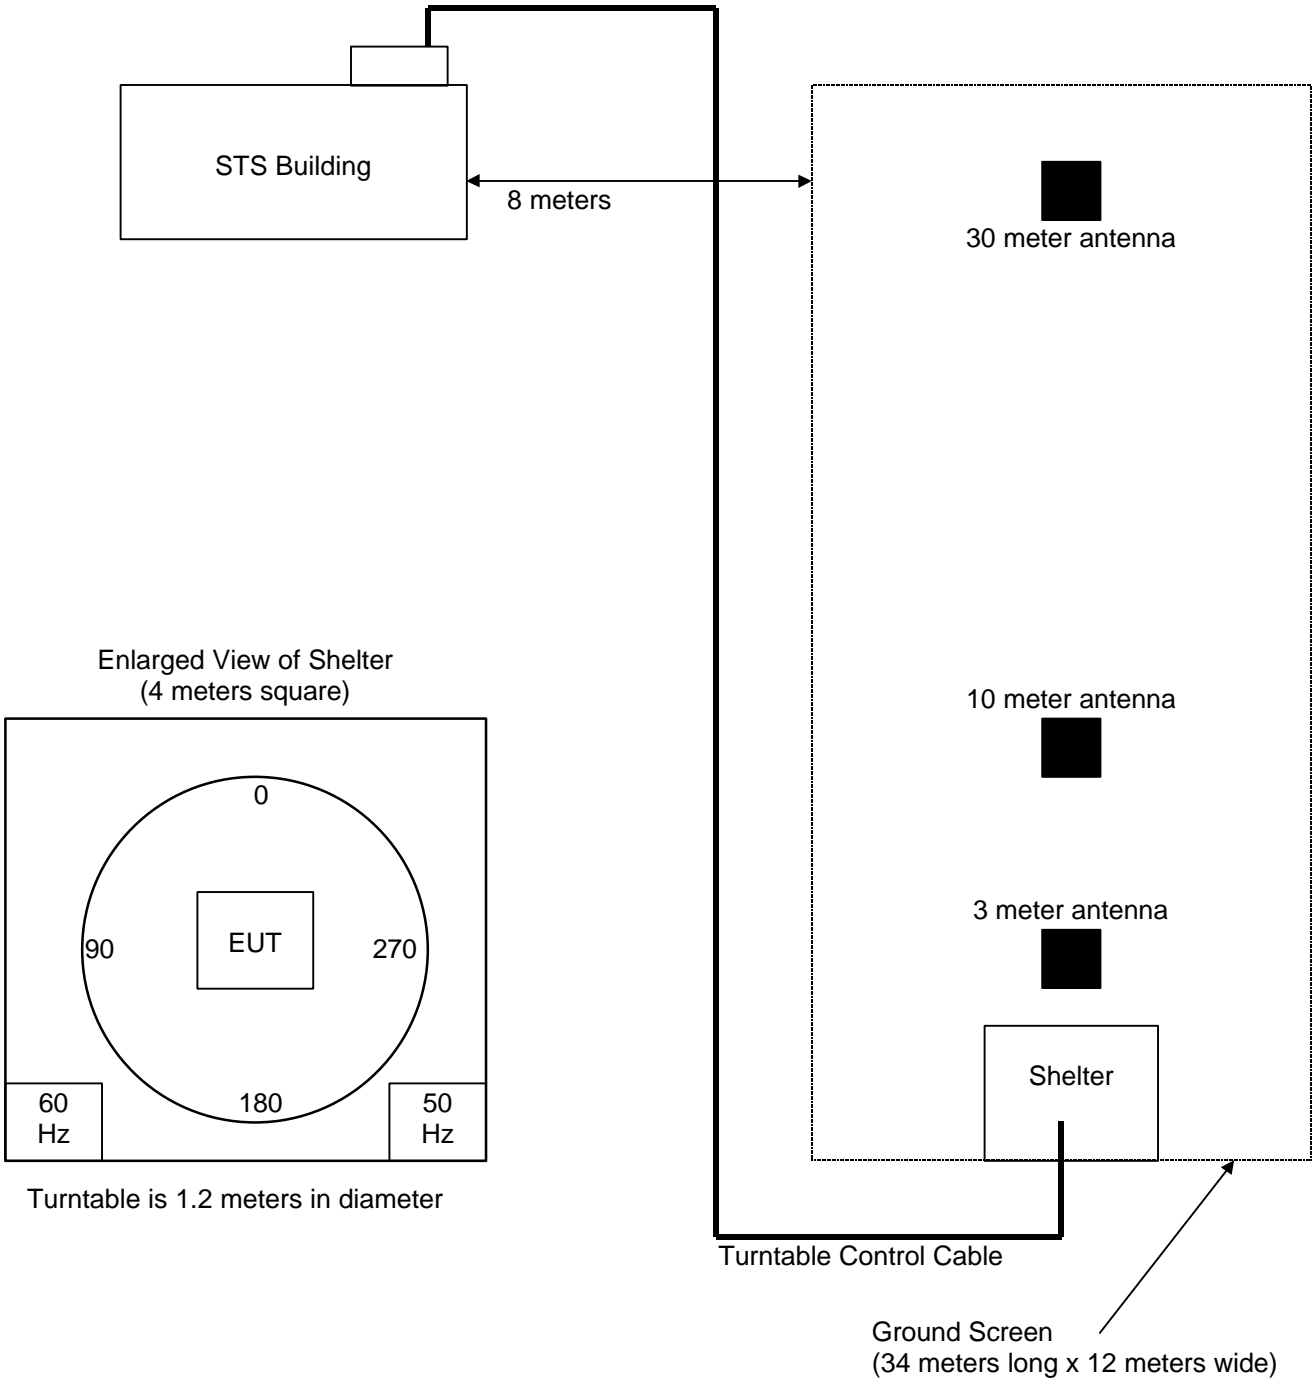 STS Building
8 meters
30 meter antenna
Enlarged View of Shelter
(4 meters square)
0
EUT
90
270
180
60
Hz
50
Hz
Turntable is 1.2 meters in diameter
10 meter antenna
3 meter antenna
Shelter
Turntable Control Cable
Ground Screen
(34 meters long x 12 meters wide)